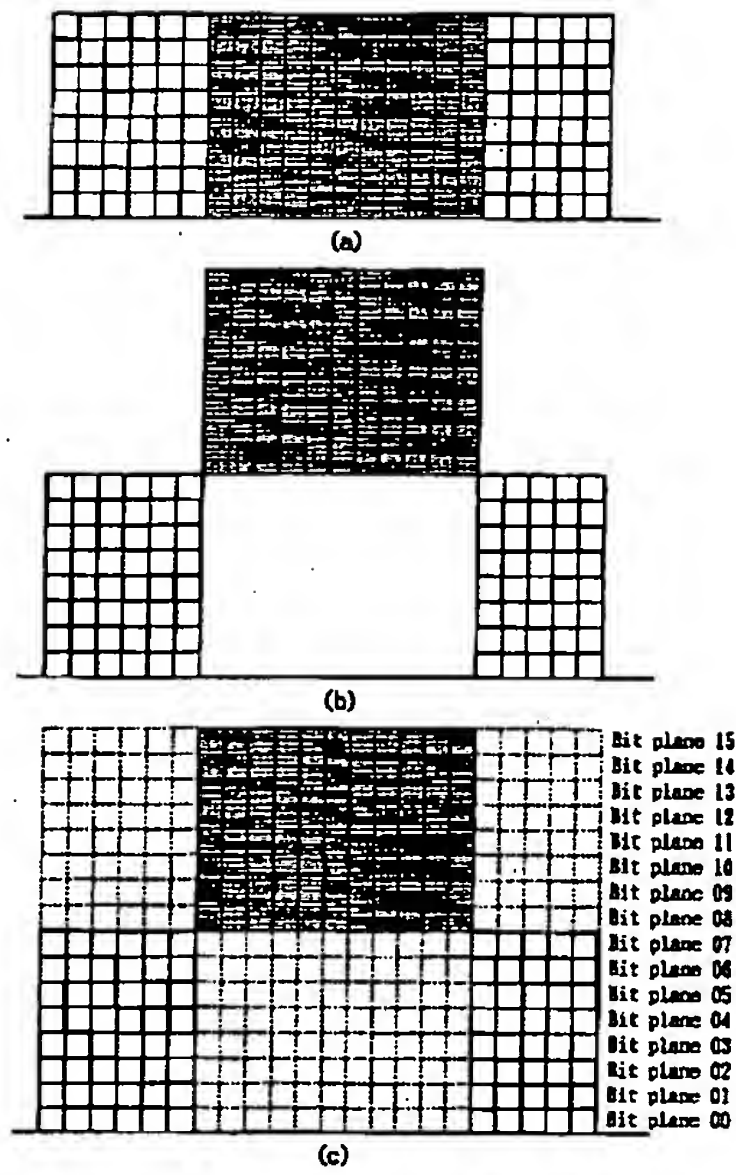 (a)
(b)
Bit plane 15
Bit plane 14
Bit plane 13
Bit plane 12
Bit plane 11
Bit plane 10
Bit plane 09
Bit plane 08
Bit plane 07
Bit plane 06
Bit plane 05
Bit plane 04
Bit plane 03
Bit plane 02
Bit plane 01
Bit plane 00
(c)